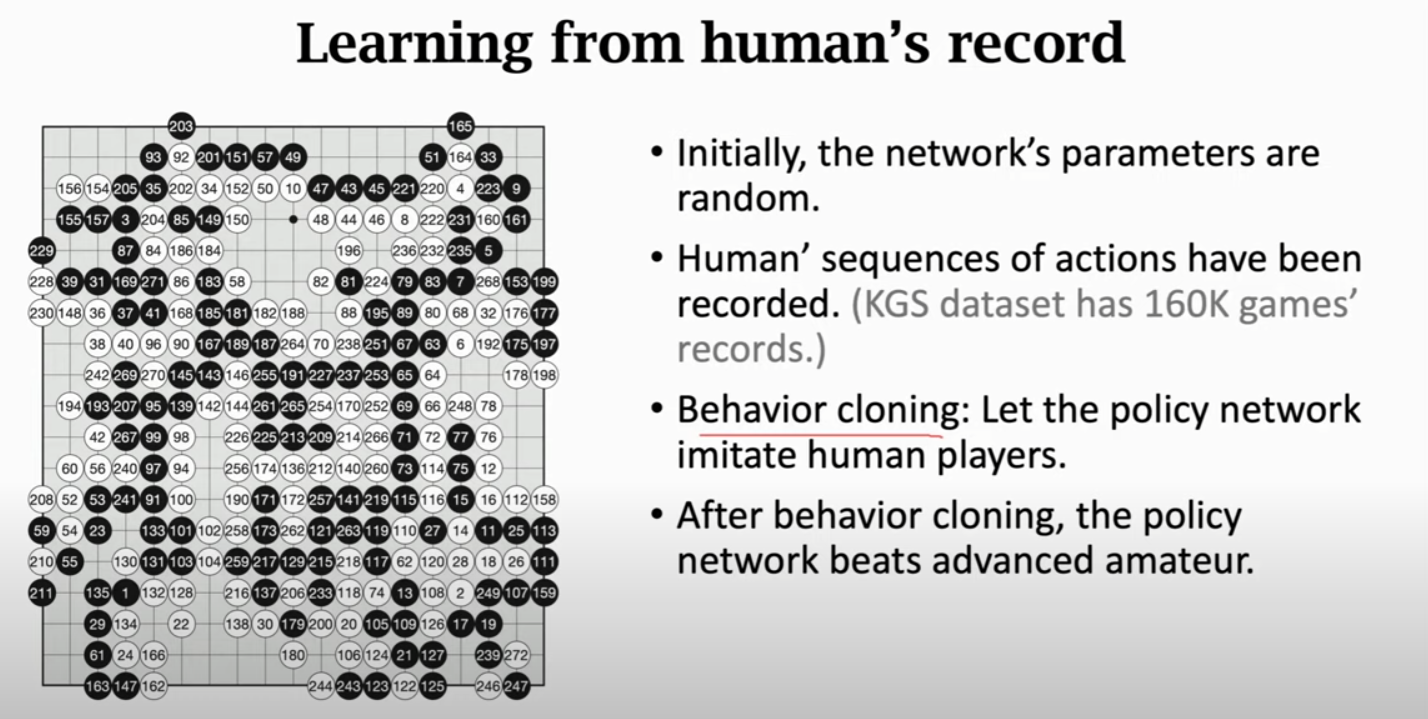 Learning from human's record
203 165
93 92 201 151 57 49 51 164 33
156 154 205 35 202 34 152 50 10 47 43 45 221 220 4 223 9
155 157 3 204 85 149 150 48 44 46 8 222 231 160 161
229 87 84 186 184 196 236 232 235 5
228 39 31 169 271 86 183 58 82 81 224 79 83 7 268 153 199
230 148 36 37 41 168 185 181 182 188 88 195 89 80 68 32 176 177
38 40 96 90 167 189 187 264 70 238 251 67 63 6 192 175 197
242 269 270 145 143 146 255 191 227 237 253 65 64 178 198
194 193 207 95 139 142 144 261 265 254 170 252 69 66 248 78
42 267 99 98 226 225 213 209 214 266 71 72 77 76
60 56 240 97 94 256 174 136 212 140 260 73 114 75 12
208 52 53 241 91 100 190 171 172 257 141 219 115 116 15 16 112 158
59 54 23 133 101 102 258 173 262 121 263 119 110 27 14 11 25 113
210 55 130 131 103 104 259 217 129 215 218 117 62 120 28 18 26 111
211 135 1 132 128 216 137 206 233 118 74 13 108 2 249 107 159
29 134 22 138 30 179 200 20 105 109 126 17 19
61 24 166 180 106 124 21 127 239 272
163 147 162 244 243 123 122 125 246 247
• Initially, the network's parameters are
random.
• Human' sequences of actions have been
recorded. (KGS dataset has 160K games'
records.)
• Behavior cloning: Let the policy network
imitate human players.
• After behavior cloning, the policy
network beats advanced amateur.